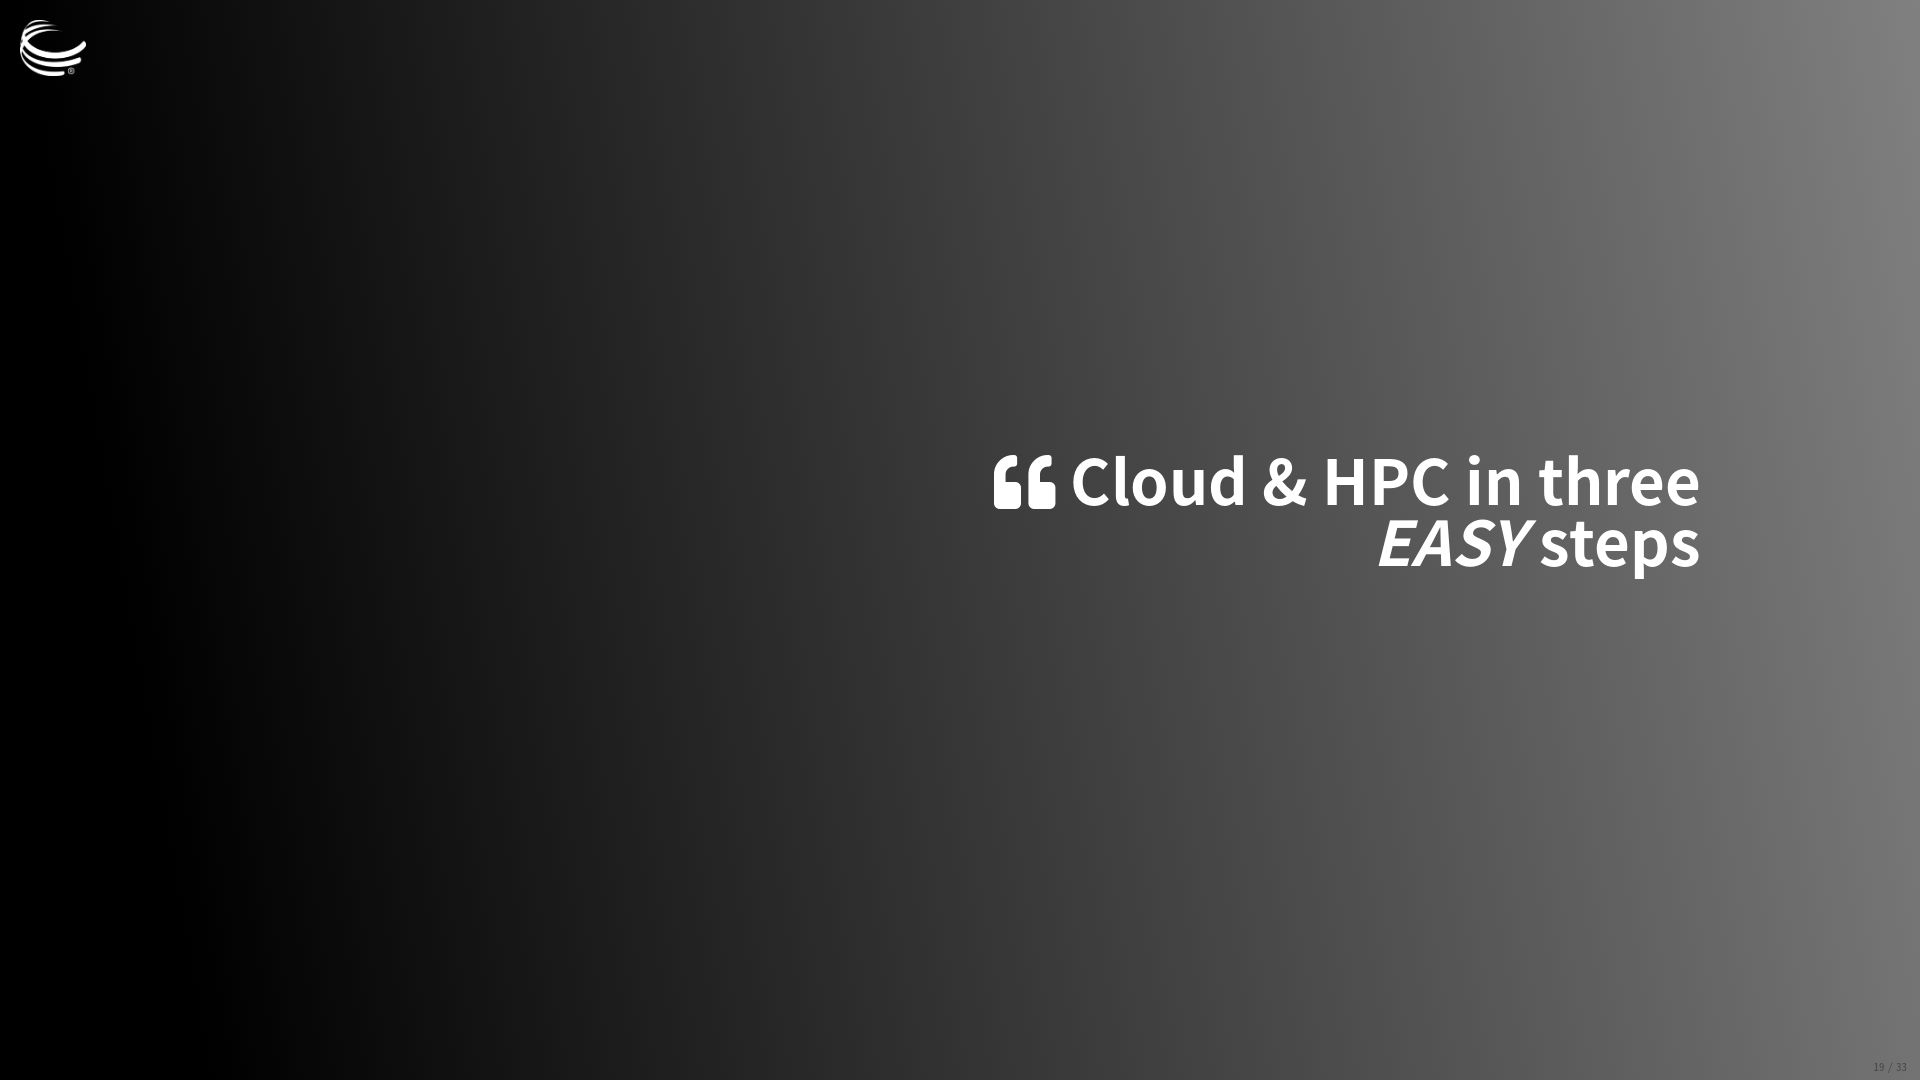 Cloud & HPC in three
EASY steps
19 / 33